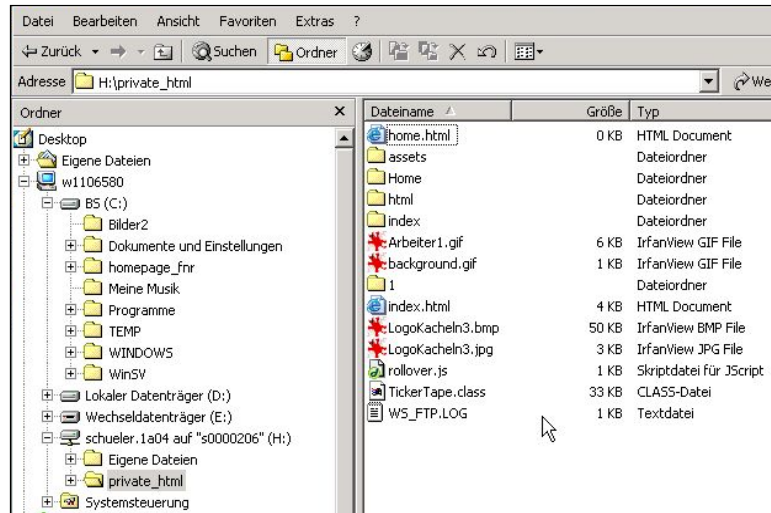 Datei Bearbeiten Ansicht Favoriten Extras ?
Zurück Suchen Ordner
Adresse H:\private_html We
Ordner x
Desktop
Eigene Dateien
w1106580
BS (C:)
Bilder2
Dokumente und Einstellungen
homepage_fnr
Meine Musik
Programme
TEMP
WINDOWS
WinSV
Lokaler Datenträger (D:)
Wechseldatenträger (E:)
schueler.1a04 auf "s0000206" (H:)
Eigene Dateien
private_html
Systemsteuerung
Dateiname Größe Typ
home.html 0 KB HTML Document
assets Dateiordner
Home Dateiordner
html Dateiordner
index Dateiordner
Arbeiter1.gif 6 KB IrfanView GIF File
background.gif 1 KB IrfanView GIF File
1 Dateiordner
index.html 4 KB HTML Document
LogoKacheln3.bmp 50 KB IrfanView BMP File
LogoKacheln3.jpg 3 KB IrfanView JPG File
rollover.js 1 KB Skriptdatei für JScript
TickerTape.class 33 KB CLASS-Datei
WS_FTP.LOG 1 KB Textdatei